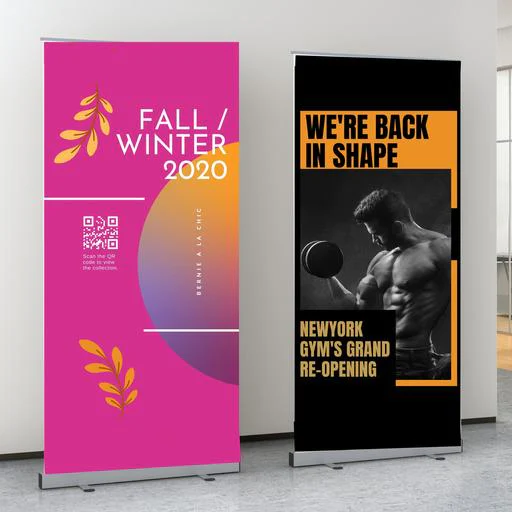 FALL /
WINTER
2020
Scan the QR
code to view
the collection.
BERNIE A LA CHIC
WE'RE BACK
IN SHAPE
NEWYORK
GYM'S GRAND
RE-OPENING